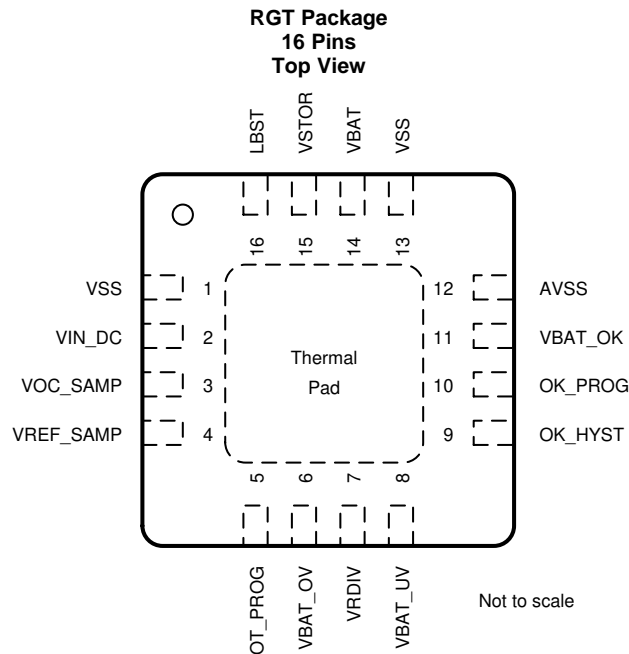 RGT Package
16 Pins
Top View
LBST
VSTOR
VBAT
VSS
16
15
14
13
VSS 1
12 AVSS
VIN_DC 2
11 VBAT_OK
VOC_SAMP 3
10 OK_PROG
VREF_SAMP 4
9 OK_HYST
Thermal
Pad
5
6
7
8
OT_PROG
VBAT_OV
VRDIV
VBAT_UV
Not to scale